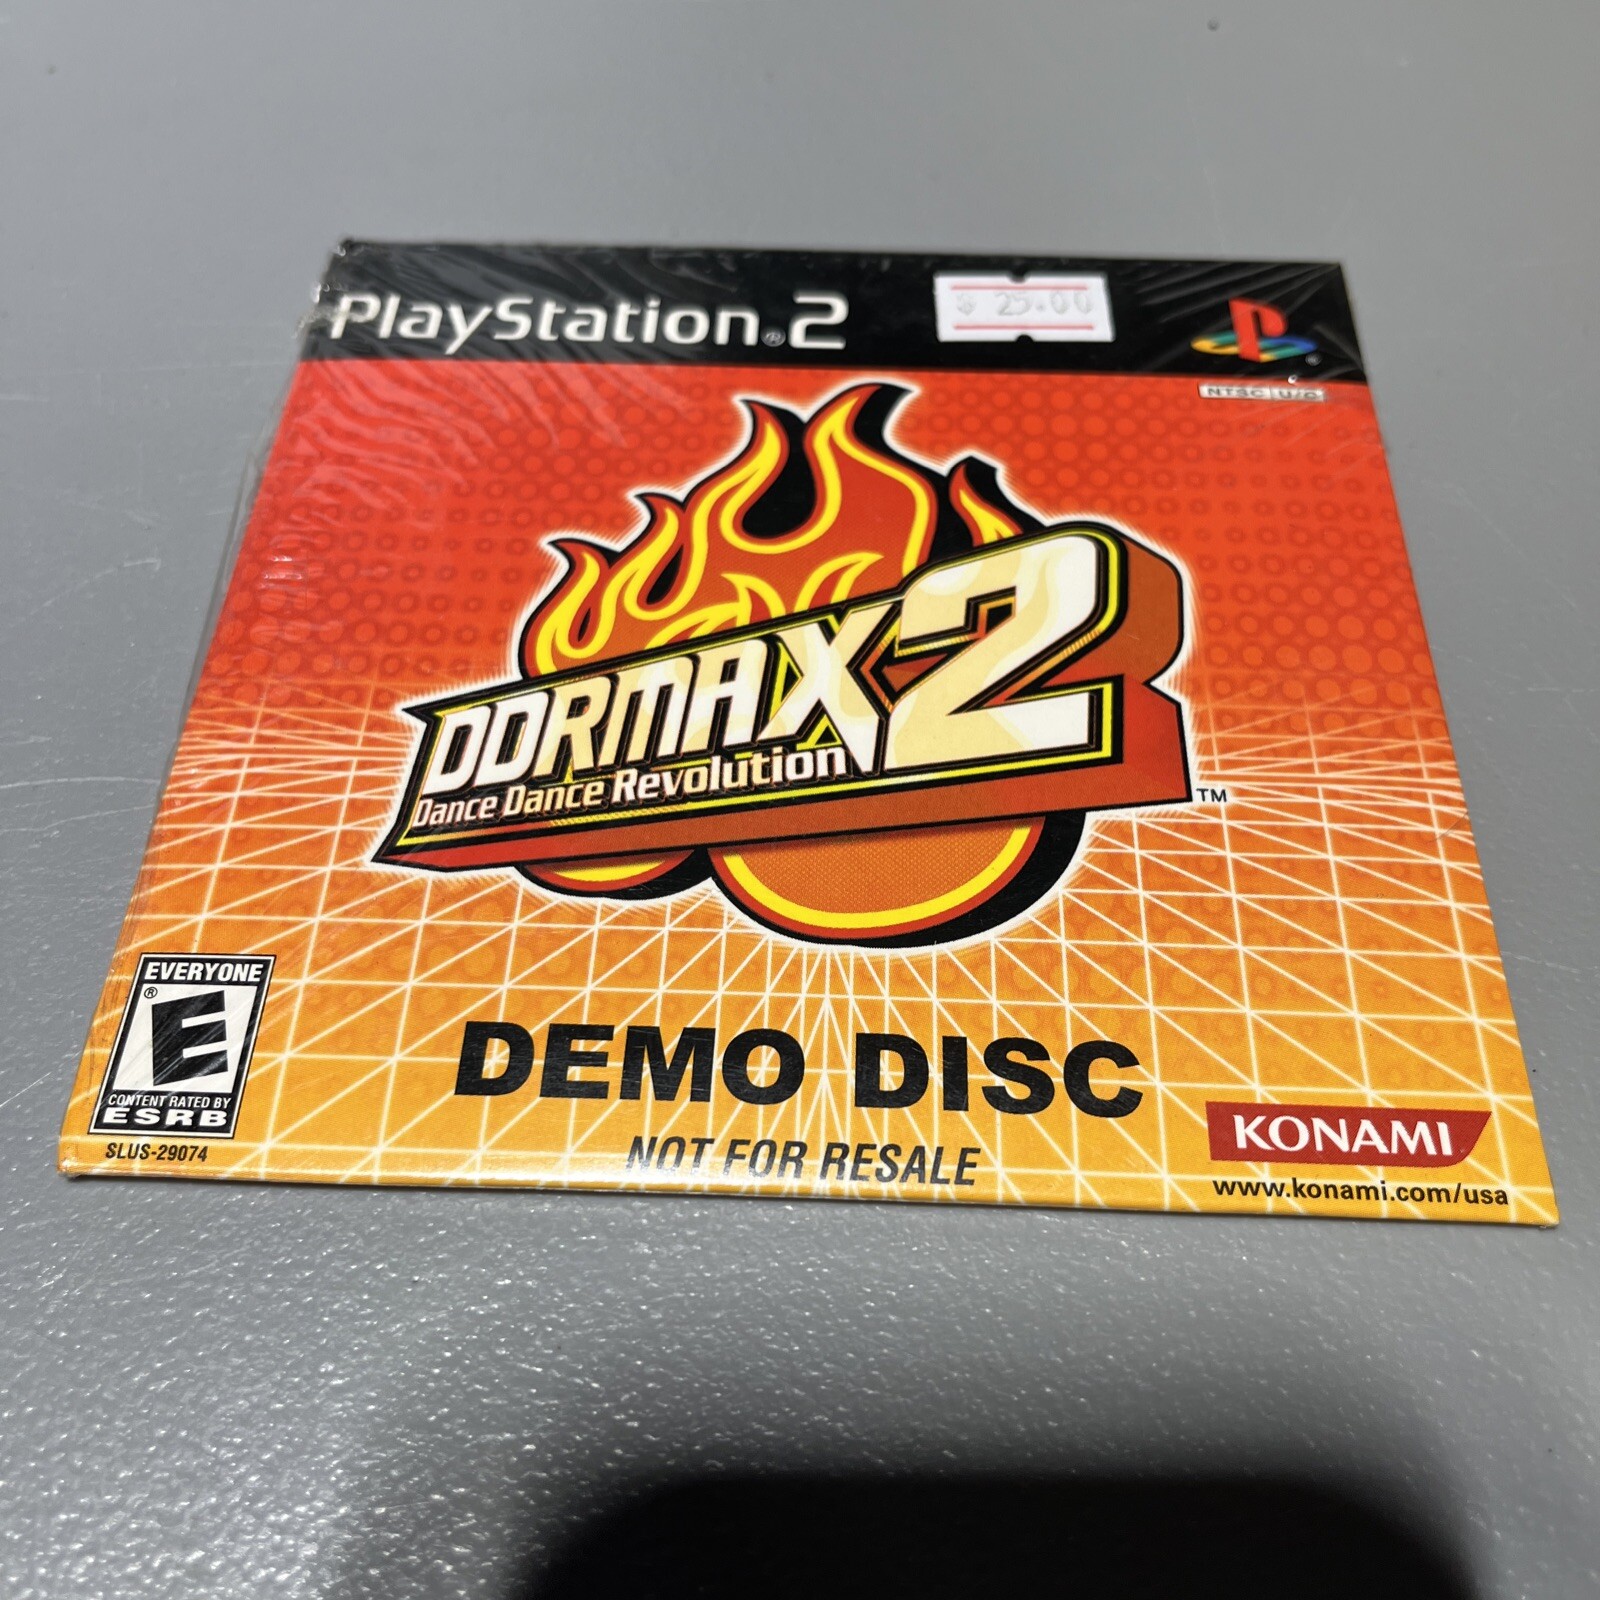 PlayStation®2
$ 25.00
NTSC U/C
DDRMAX2
Dance Dance Revolution
TM
EVERYONE
E
®
CONTENT RATED BY
ESRB
SLUS-29074
DEMO DISC
NOT FOR RESALE
KONAMI
www.konami.com/usa